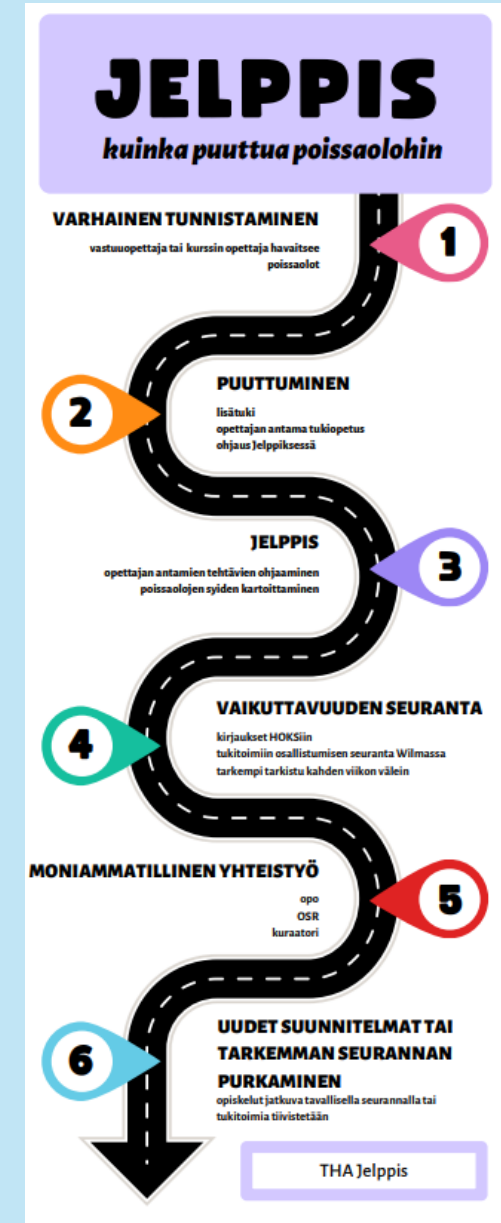 JELPPIS
kuinka puuttua poissaolohin
VARHAINEN TUNNISTAMINEN
vastuuopettaja tai kurssin opettaja havaitsee
poissaolot
1
2
PUUTTUMINEN
lisätuki
opettajan antama tukiopetus
ohjaus Jelppiksessä
JELPPIS
opettajan antamien tehtävien ohjaaminen
poissaolojen syiden kartoittaminen
3
4
VAIKUTTAVUUDEN SEURANTA
kirjaukset HOKSiin
tukitoimiin osallistumisen seuranta Wilmassa
tarkempi tarkistu kahden viikon välein
MONIAMMATILLINEN YHTEISTYÖ
opo
OSR
kuraatori
5
6
UUDET SUUNNITELMAT TAI
TARKEMMAN SEURANNAN
PURKAMINEN
opiskelut jatkuva tavallisella seurannalla tai
tukitoimia tiivistetään
THA Jelppis